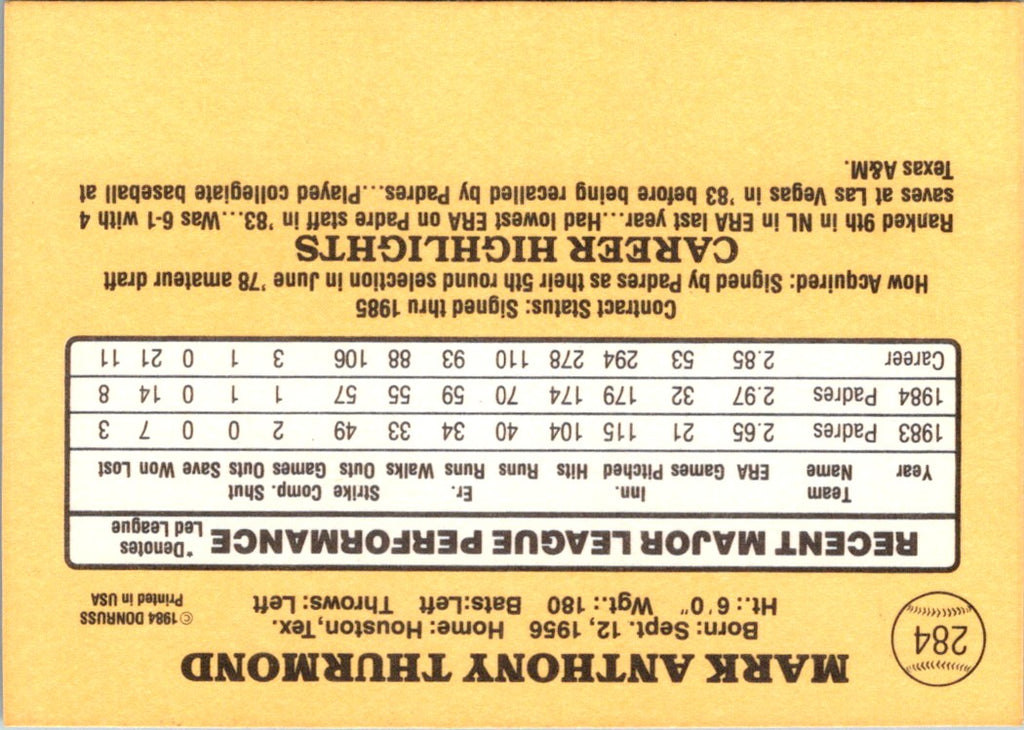 284
MARK ANTHONY THURMOND
Born: Sept. 12, 1956 Home: Houston, Tex.
Ht.: 6'0" Wgt.: 180 Bats: Left Throws: Left
© 1984 DONRUSS
Printed in USA
RECENT MAJOR LEAGUE PERFORMANCE
*Denotes
Led League
Year Team Name ERA Games Inn. Pitched Hits Runs Er. Runs Walks Strike Outs Comp. Games Shut Outs Save Won Lost
1983 Padres 2.65 21 115 104 40 34 33 49 2 0 0 7 3
1984 Padres 2.97 32 179 174 70 59 55 57 1 1 0 14 8
Career 2.85 53 294 278 110 93 88 106 3 1 0 21 11
Contract Status: Signed thru 1985
How Acquired: Signed by Padres as their 5th round selection in June '78 amateur draft
CAREER HIGHLIGHTS
Ranked 9th in NL in ERA last year...Had lowest ERA on Padre staff in '83...Was 6-1 with 4
saves at Las Vegas in '83 before being recalled by Padres...Played collegiate baseball at
Texas A&M.